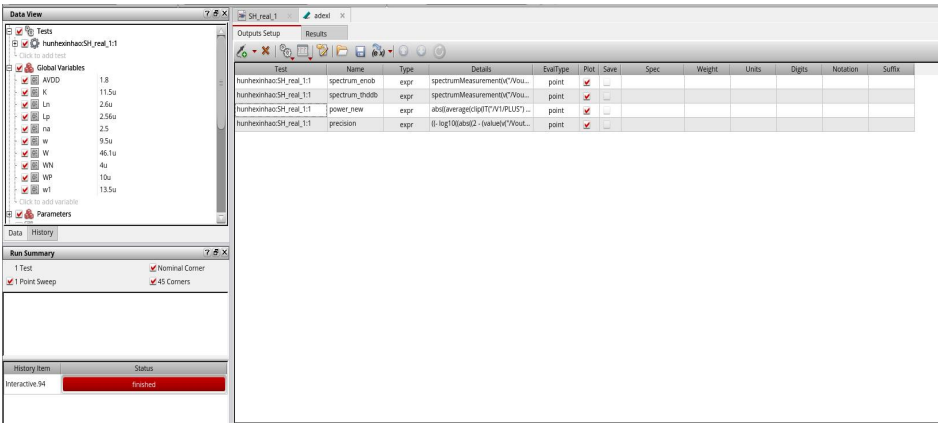 Data View
SH_real_1
adexl
Tests
hunhexinhao:SH_real_1:1
Click to add test
Global Variables
AVDD 1.8
K 11.5u
Ln 2.6u
Lp 2.56u
na 2.5
w 9.5u
W 46.1u
WN 4u
WP 10u
w1 13.5u
Click to add variable
Parameters
Data History
Run Summary
1 Test Nominal Corner
1 Point Sweep 45 Corners
History Item Status
Interactive.94 finished
Outputs Setup Results
Test Name Type Details EvalType Plot Save Spec Weight Units Digits Notation Suffix
hunhexinhao:SH_real_1:1 spectrum_enob expr spectrumMeasurement(v("/Vou... point
hunhexinhao:SH_real_1:1 spectrum_thddb expr spectrumMeasurement(v("/Vou... point
hunhexinhao:SH_real_1:1 power_new expr abs((average(clip(IT("/V1/PLUS") ... point
hunhexinhao:SH_real_1:1 precision expr ((- log10((abs((2 - (value(v("/Vout... point